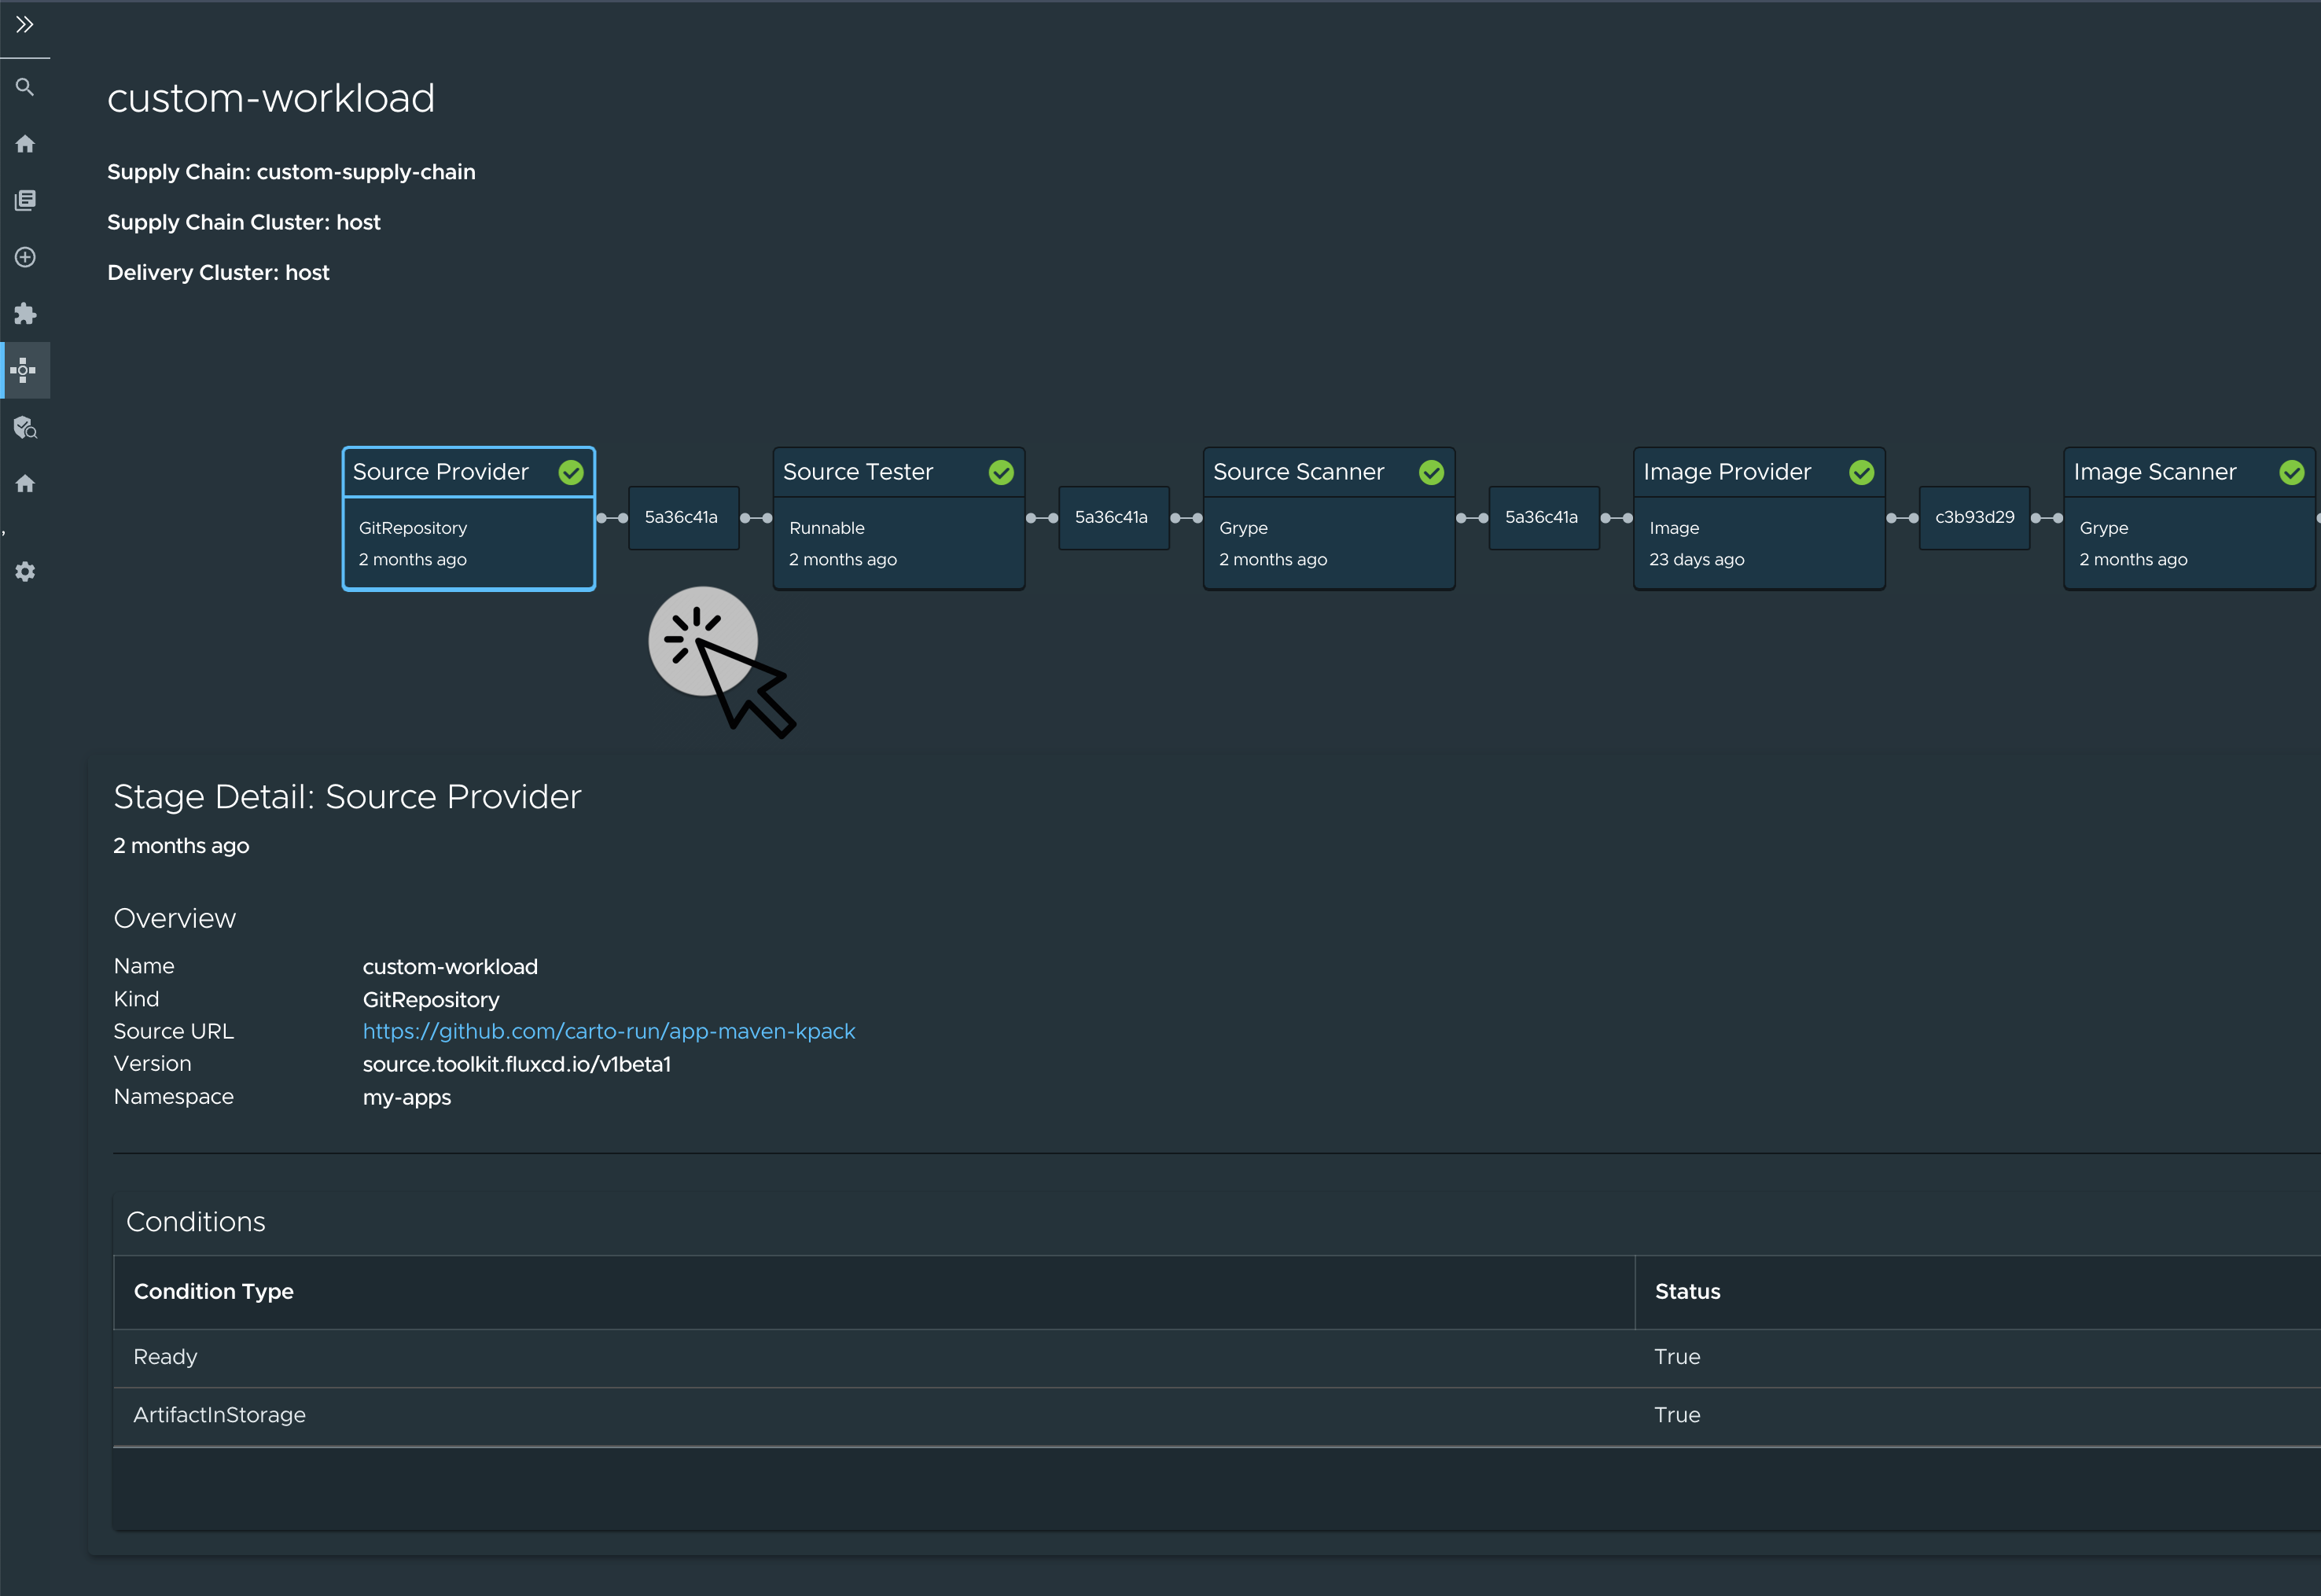 custom-workload
Supply Chain: custom-supply-chain
Supply Chain Cluster: host
Delivery Cluster: host
Source Provider
GitRepository
2 months ago
5a36c41a
Source Tester
Runnable
2 months ago
5a36c41a
Source Scanner
Grype
2 months ago
5a36c41a
Image Provider
Image
23 days ago
c3b93d29
Image Scanner
Grype
2 months ago
,
Stage Detail: Source Provider
2 months ago
Overview
Name custom-workload
Kind GitRepository
Source URL https://github.com/carto-run/app-maven-kpack
Version source.toolkit.fluxcd.io/v1beta1
Namespace my-apps
Conditions
Condition Type Status
Ready True
ArtifactInStorage True